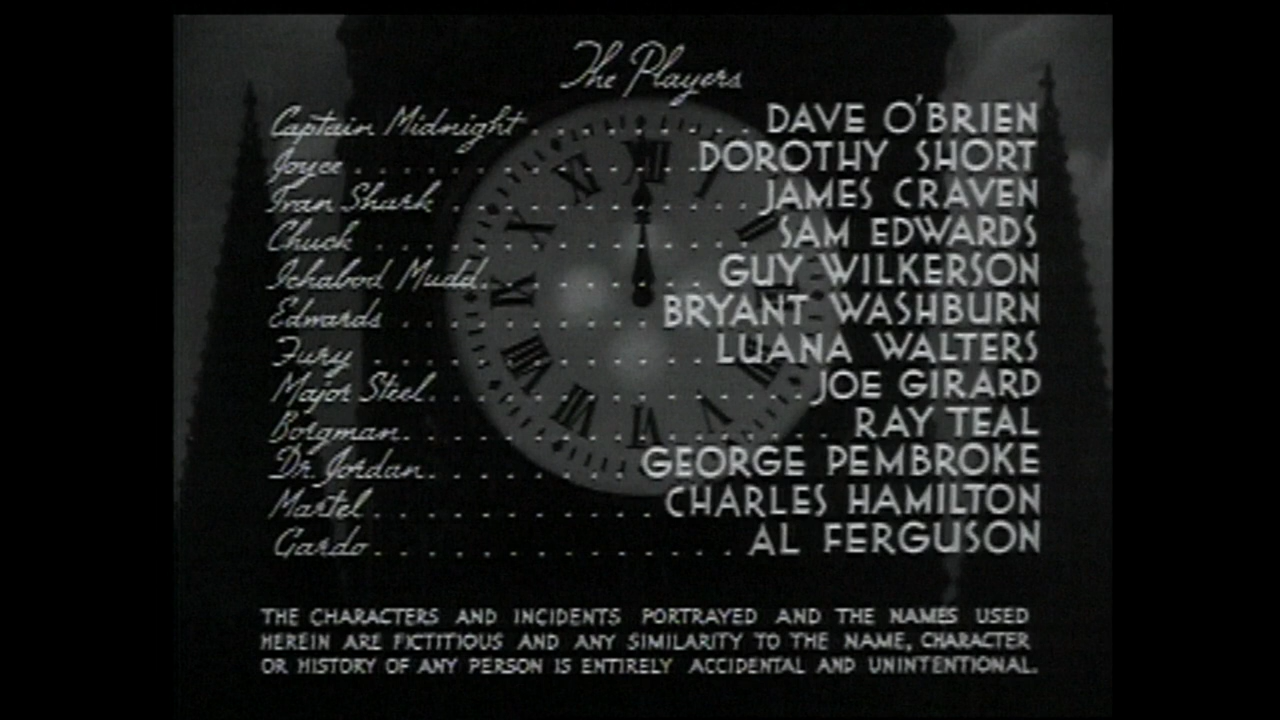 The Players
Captain Midnight . . . . . . . . . DAVE O'BRIEN
Joyce . . . . . . . . . . . . . DOROTHY SHORT
Ivan Shark . . . . . . . . . . . . JAMES CRAVEN
Chuck . . . . . . . . . . . . . . . SAM EDWARDS
Ichabod Mudd. . . . . . . . . GUY WILKERSON
Edwards . . . . . . . . . . BRYANT WASHBURN
Fury . . . . . . . . . . . . . LUANA WALTERS
Major Steel. . . . . . . . . . . . . . JOE GIRARD
Borgman. . . . . . . . . . . . . . . . RAY TEAL
Dr. Jordan. . . . . . . . GEORGE PEMBROKE
Martel . . . . . . . . . . . CHARLES HAMILTON
Gardo. . . . . . . . . . . . . . AL FERGUSON
THE CHARACTERS AND INCIDENTS PORTRAYED AND THE NAMES USED
HEREIN ARE FICTITIOUS AND ANY SIMILARITY TO THE NAME, CHARACTER
OR HISTORY OF ANY PERSON IS ENTIRELY ACCIDENTAL AND UNINTENTIONAL.